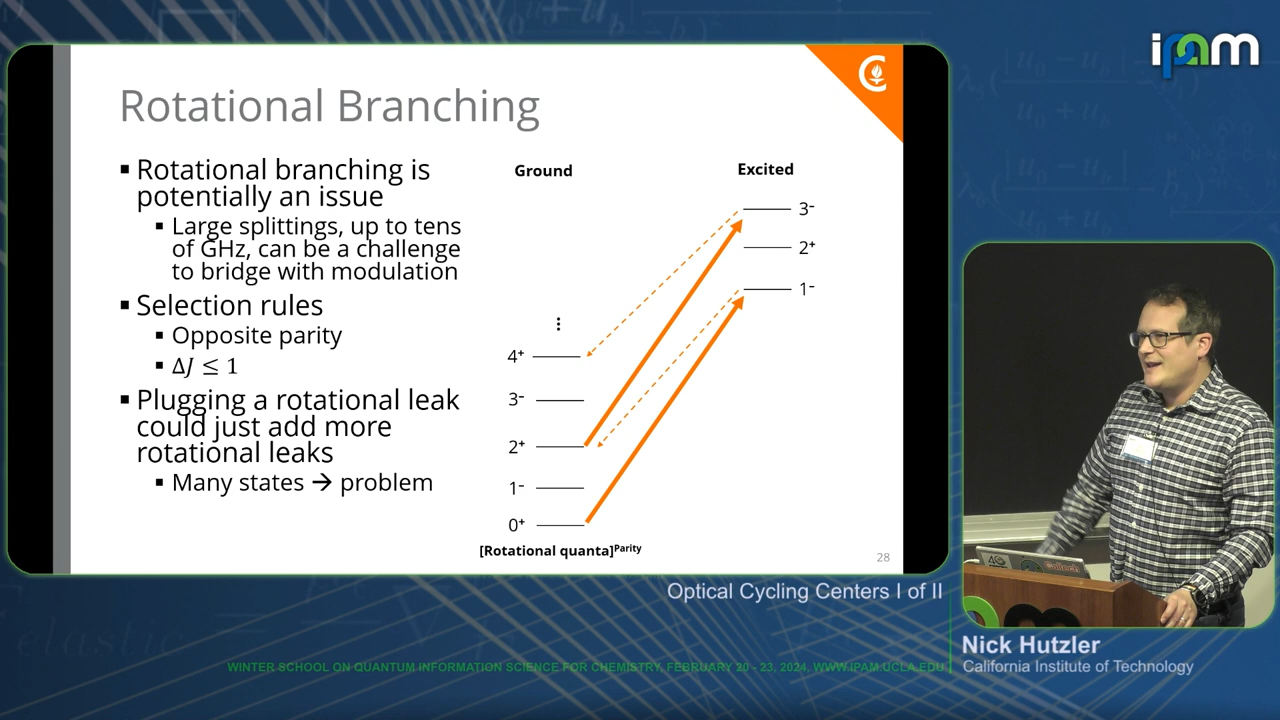 ipam
Rotational Branching
▪ Rotational branching is
potentially an issue
▪ Large splittings, up to tens
of GHz, can be a challenge
to bridge with modulation
▪ Selection rules
▪ Opposite parity
▪ ΔJ ≤ 1
▪ Plugging a rotational leak
could just add more
rotational leaks
▪ Many states → problem
Ground
Excited
3⁻
2⁺
1⁻
⋮
4⁺
3⁻
2⁺
1⁻
0⁺
[Rotational quanta]ᴾᵃʳⁱᵗʸ
28
Caltech
Optical Cycling Centers I of II
Nick Hutzler
California Institute of Technology
WINTER SCHOOL ON QUANTUM INFORMATION SCIENCE FOR CHEMISTRY, FEBRUARY 20 - 23, 2024, WWW.IPAM.UCLA.EDU
elastic